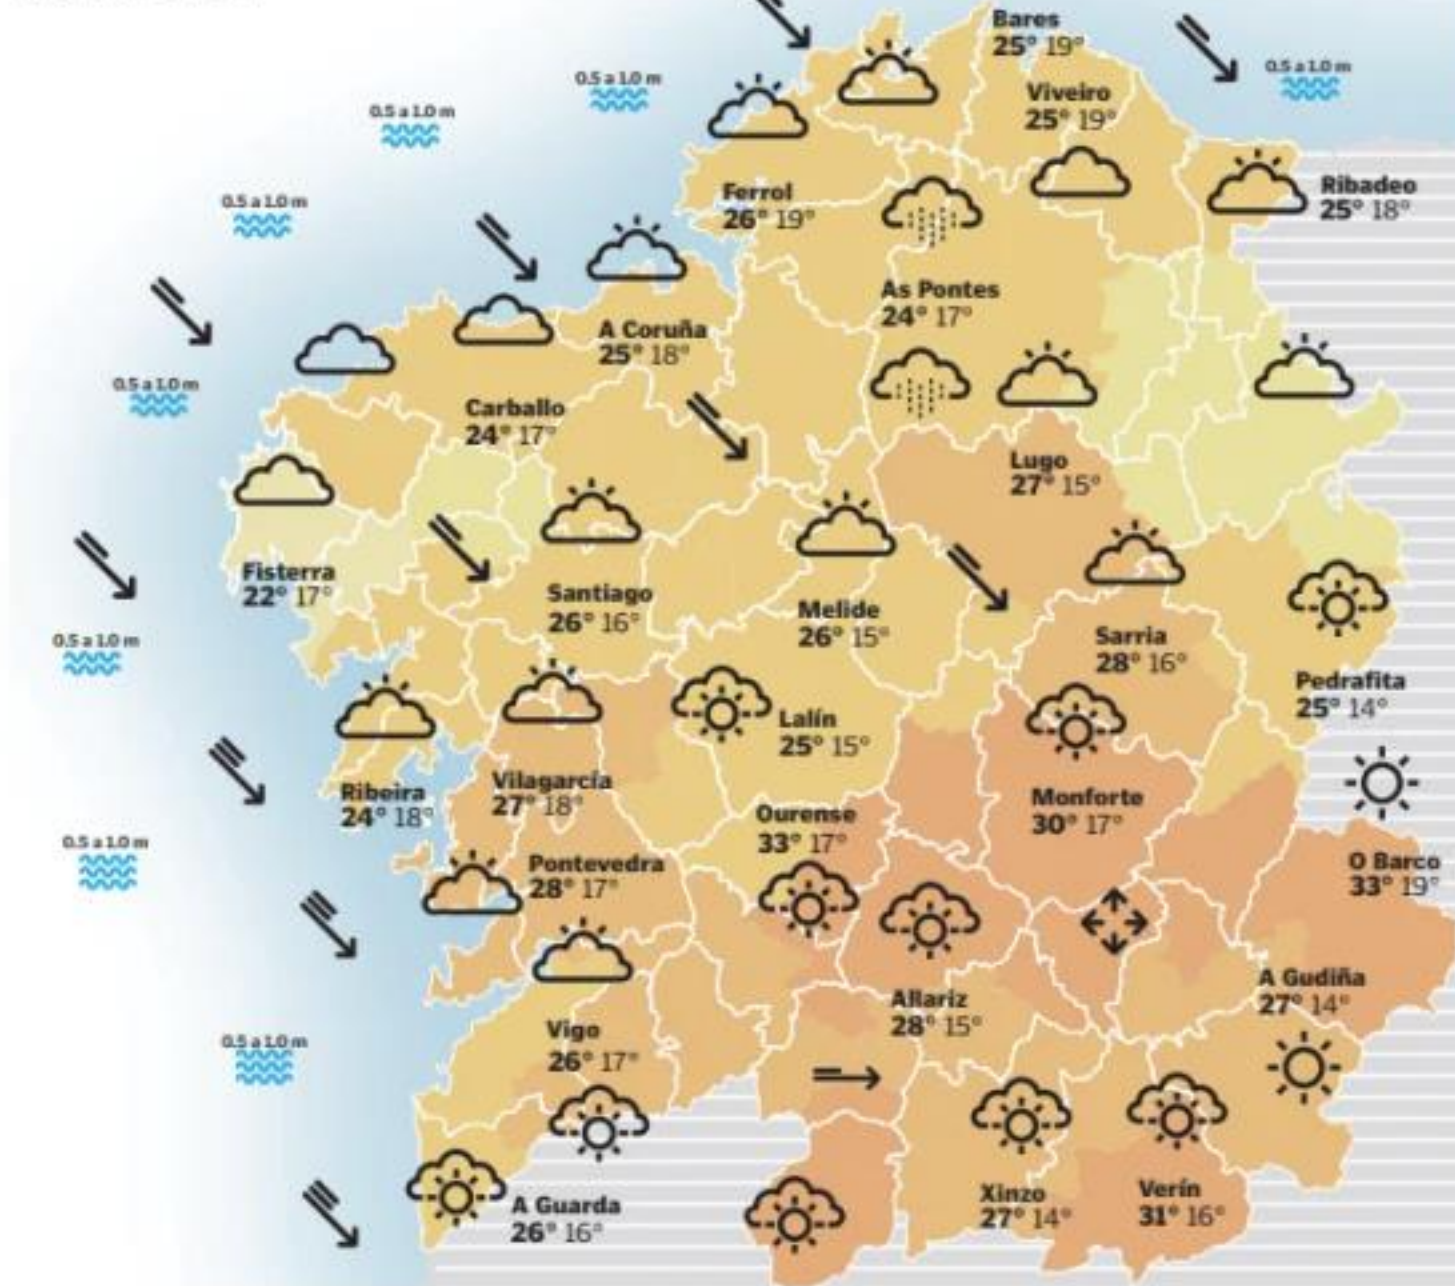 Bares
25° 19°
0.5 a 1.0 m
0.5 a 1.0 m
Viveiro
25° 19°
0.5 a 1.0 m
Ribadeo
25° 18°
Ferrol
26° 19°
0.5 a 1.0 m
As Pontes
24° 17°
A Coruña
25° 18°
0.5 a 1.0 m
Carballo
24° 17°
Lugo
27° 15°
Fisterra
22° 17°
Santiago
26° 16°
Melide
26° 15°
Sarria
28° 16°
0.5 a 1.0 m
Pedrafita
25° 14°
Lalín
25° 15°
Ribeira
24° 18°
Vilagarcía
27° 18°
Monforte
30° 17°
Ourense
33° 17°
0.5 a 1.0 m
Pontevedra
28° 17°
O Barco
33° 19°
A Gudiña
27° 14°
Allariz
28° 15°
Vigo
26° 17°
0.5 a 1.0 m
A Guarda
26° 16°
Xinzo
27° 14°
Verín
31° 16°